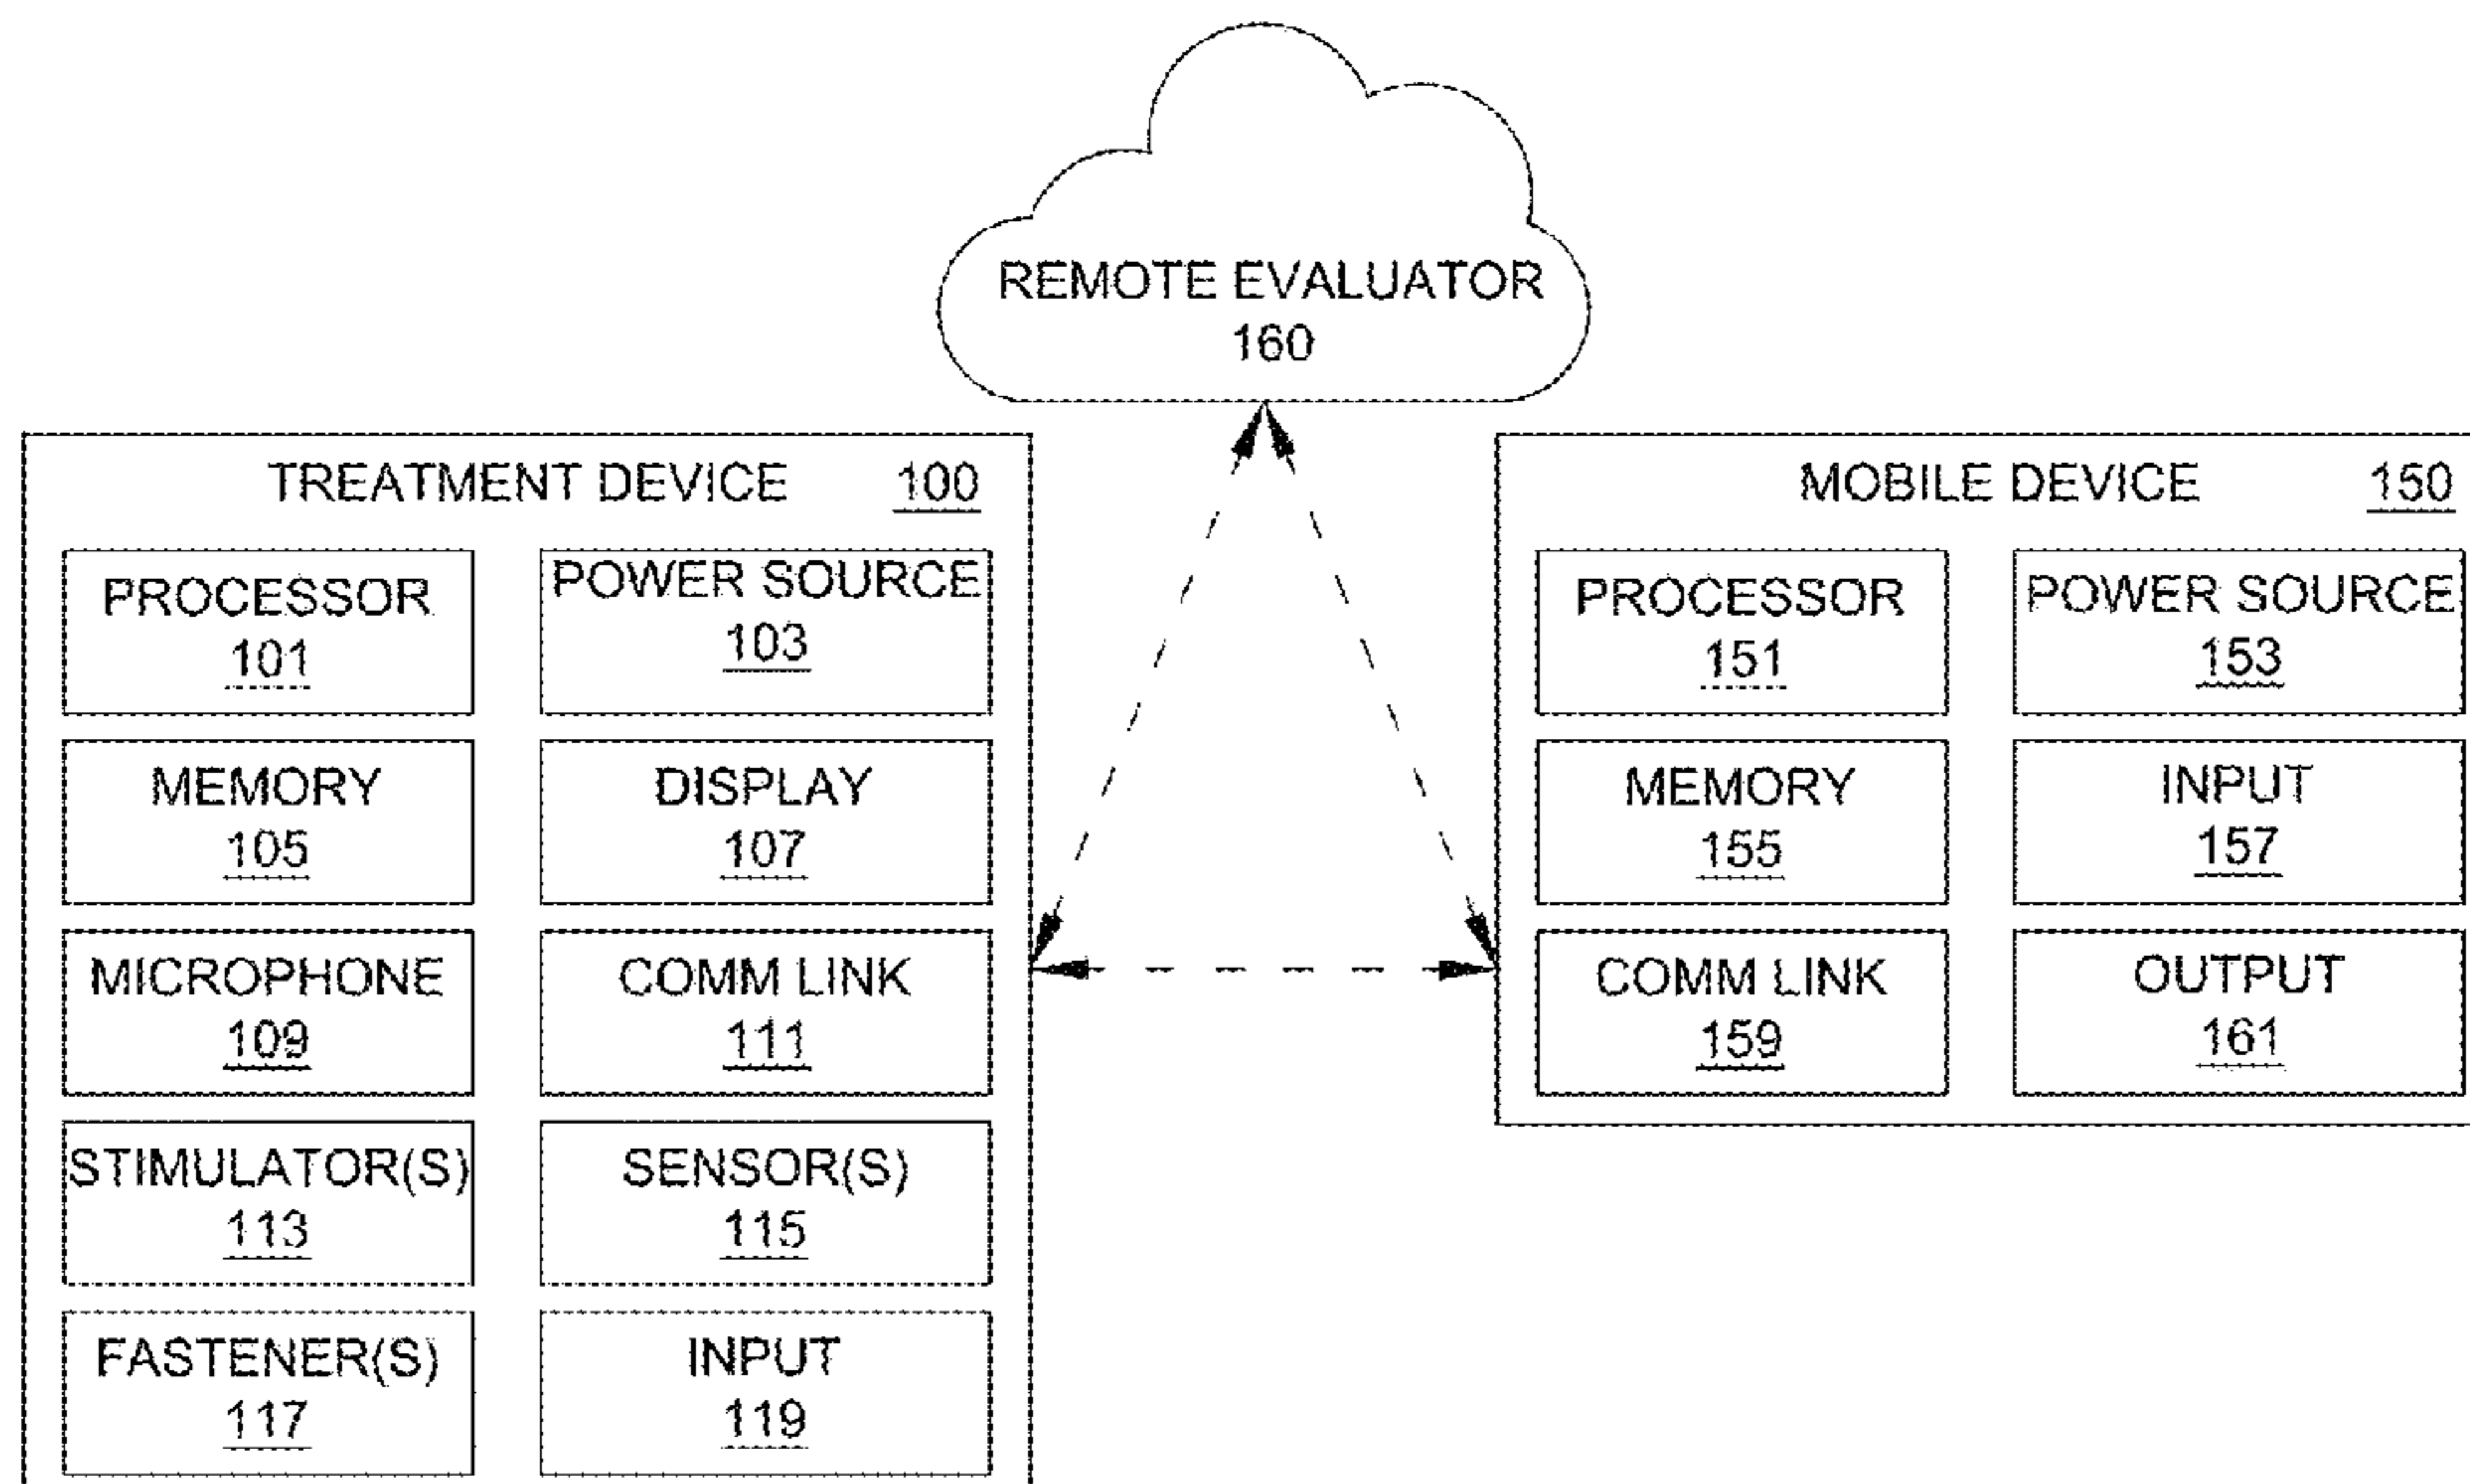 REMOTE EVALUATOR
160
TREATMENT DEVICE 100
PROCESSOR
101
POWER SOURCE
103
MEMORY
105
DISPLAY
107
MICROPHONE
109
COMM LINK
111
STIMULATOR(S)
113
SENSOR(S)
115
FASTENER(S)
117
INPUT
119
MOBILE DEVICE 150
PROCESSOR
151
POWER SOURCE
153
MEMORY
155
INPUT
157
COMM LINK
159
OUTPUT
161